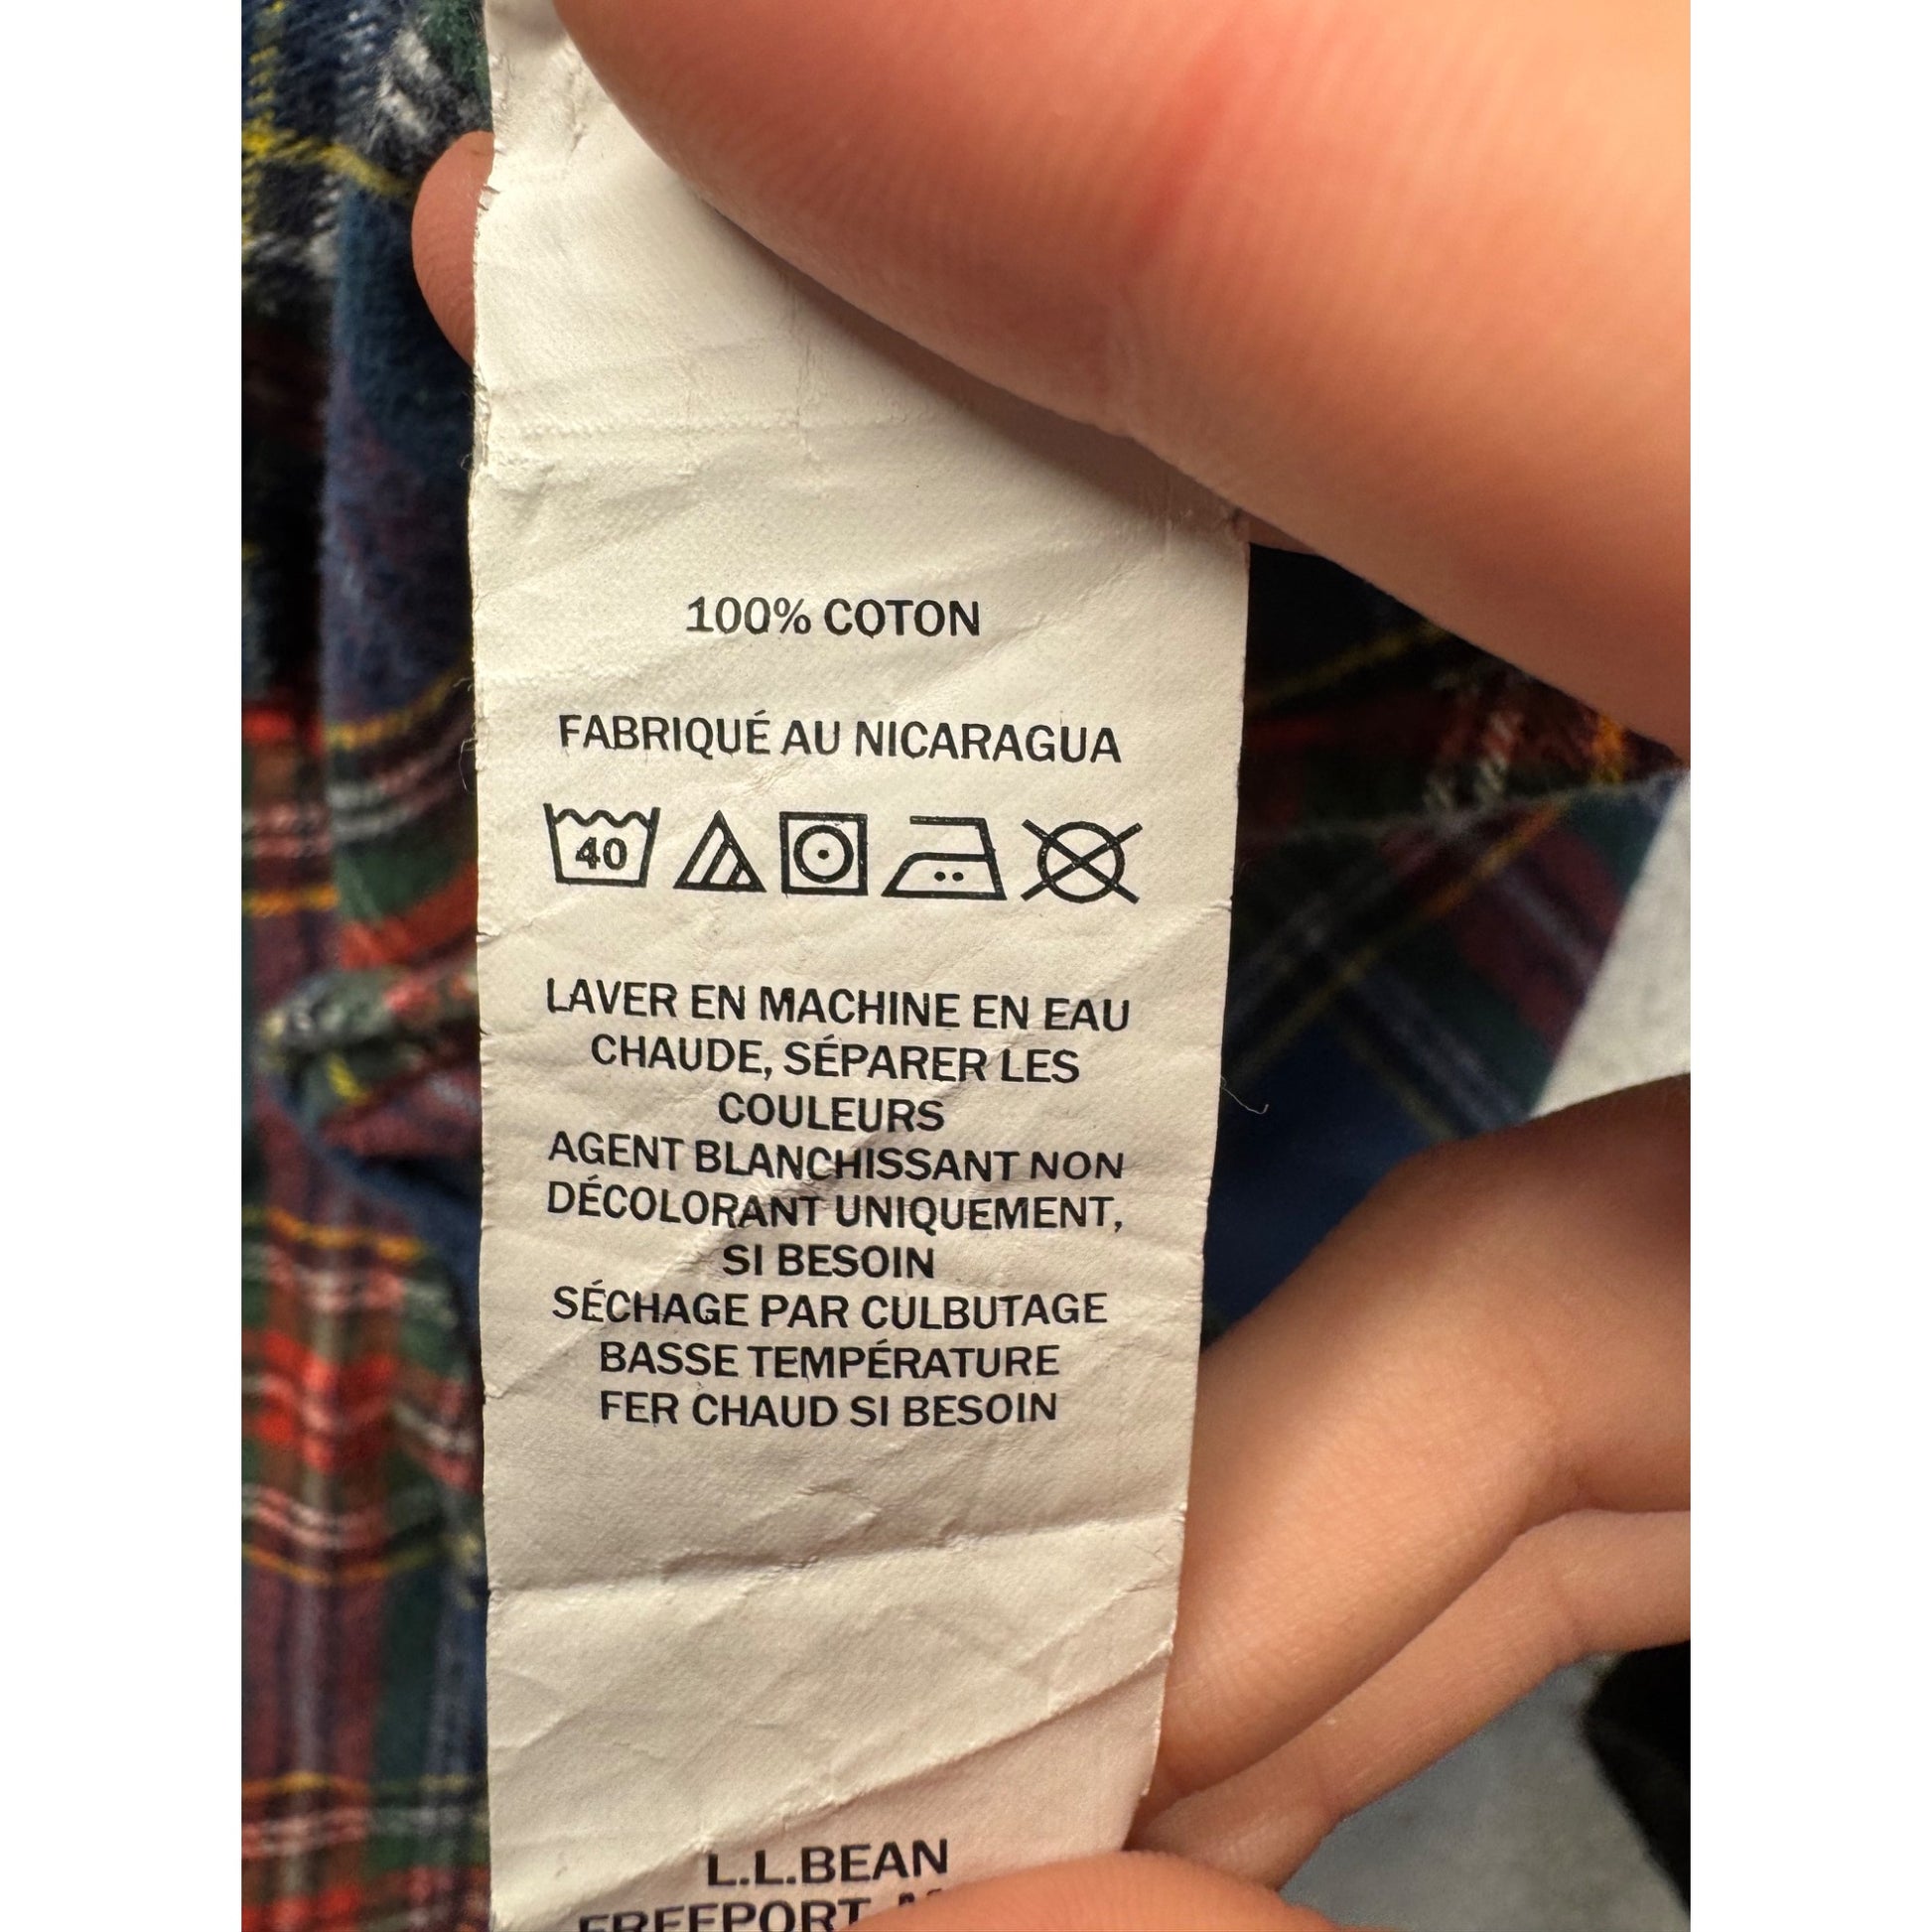 100% COTON
FABRIQUÉ AU NICARAGUA
40
LAVER EN MACHINE EN EAU
CHAUDE, SÉPARER LES
COULEURS
AGENT BLANCHISSANT NON
DÉCOLORANT UNIQUEMENT,
SI BESOIN
SÉCHAGE PAR CULBUTAGE
BASSE TEMPÉRATURE
FER CHAUD SI BESOIN
L.L.BEAN
FREEPORT